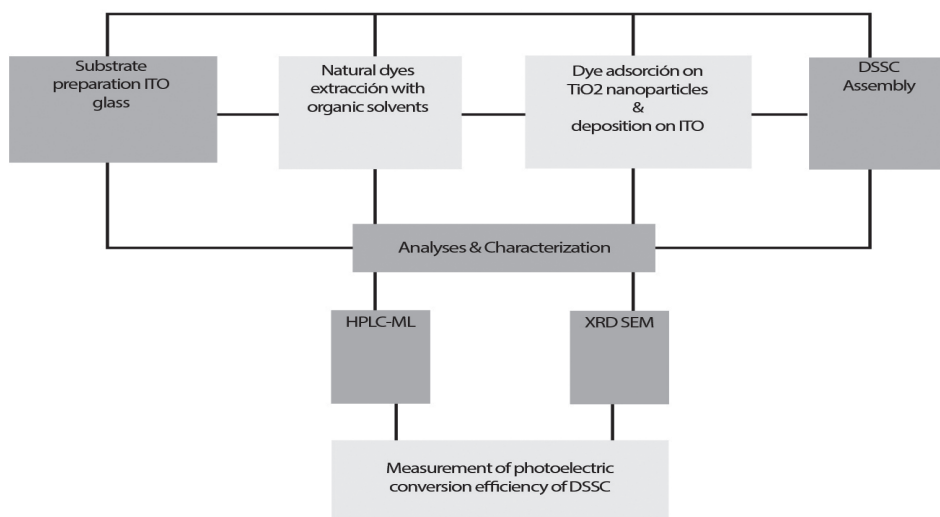 Substrate
preparation ITO
glass
Natural dyes
extracción with
organic solvents
Dye adsorción on
TiO2 nanoparticles
&
deposition on ITO
DSSC
Assembly
Analyses & Characterization
HPLC-ML
XRD SEM
Measurement of photoelectric
conversion efficiency of DSSC